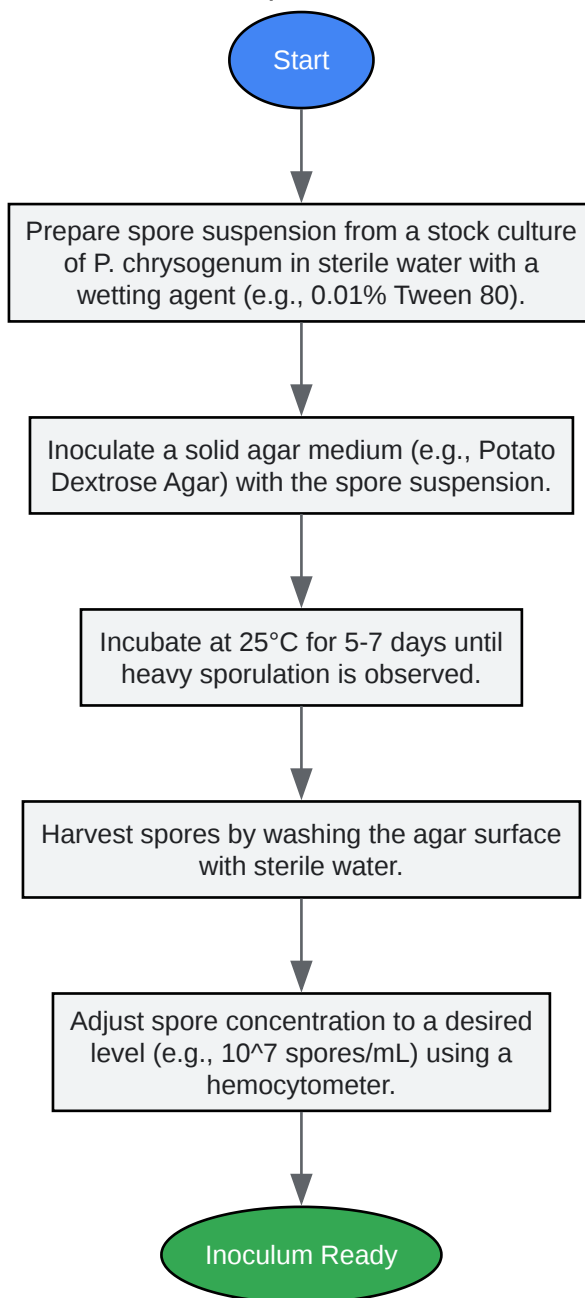 Start
Prepare spore suspension from a stock culture
of P. chrysogenum in sterile water with a
wetting agent (e.g., 0.01% Tween 80).
Inoculate a solid agar medium (e.g., Potato
Dextrose Agar) with the spore suspension.
Incubate at 25°C for 5-7 days until
heavy sporulation is observed.
Harvest spores by washing the agar surface
with sterile water.
Adjust spore concentration to a desired
level (e.g., 10^7 spores/mL) using a
hemocytometer.
Inoculum Ready